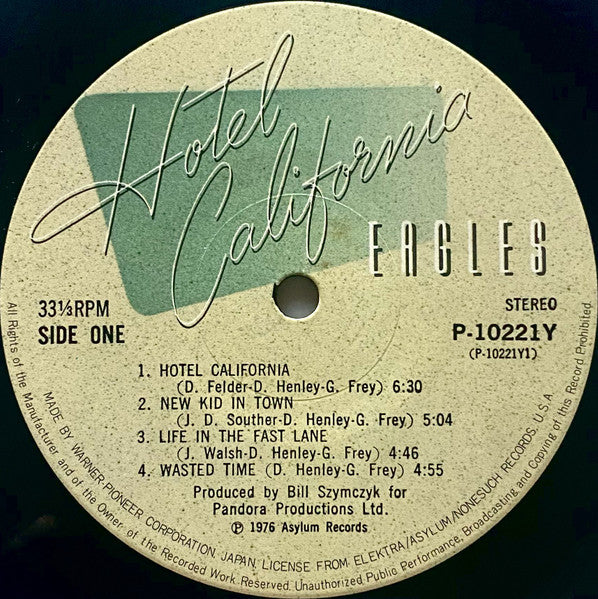 Hotel
California
EAGLES
33⅓RPM
SIDE ONE
STEREO
P-10221Y
(P-10221Y1)
1. HOTEL CALIFORNIA
(D. Felder-D. Henley-G. Frey) 6:30
2. NEW KID IN TOWN
(J. D. Souther-D. Henley-G. Frey) 5:04
3. LIFE IN THE FAST LANE
(J. Walsh-D. Henley-G. Frey) 4:46
4. WASTED TIME (D. Henley-G. Frey) 4:55
Produced by Bill Szymczyk for
Pandora Productions Ltd.
℗ 1976 Asylum Records
MADE BY WARNER-PIONEER CORPORATION, JAPAN, LICENSE FROM ELEKTRA/ASYLUM/NONESUCH RECORDS, U.S.A
All Rights of the Manufacturer and of the Owner of the Recorded Work Reserved. Unauthorized Public Performance, Broadcasting and Copying of this Record Prohibited.